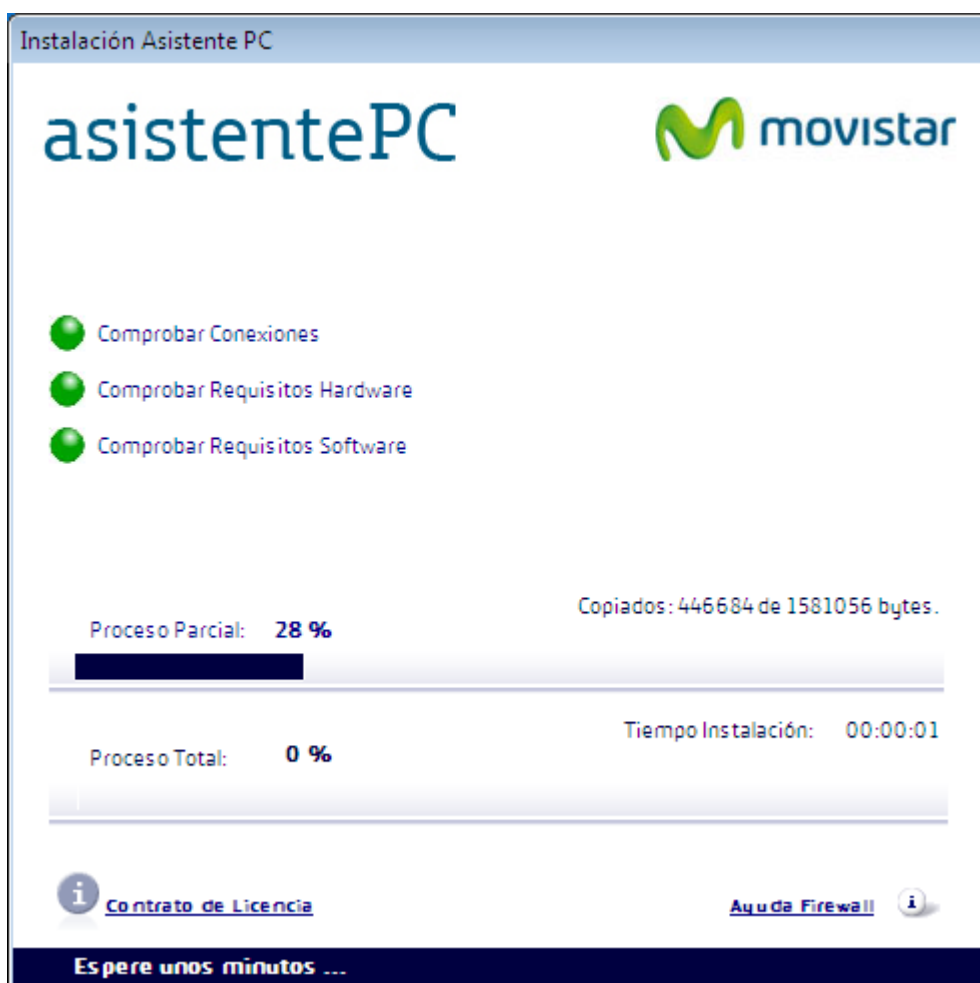 Instalación Asistente PC
asistentePC
movistar
Comprobar Conexiones
Comprobar Requisitos Hardware
Comprobar Requisitos Software
Copiados: 446684 de 1581056 bytes.
Proceso Parcial: 28 %
Tiempo Instalación: 00:00:01
Proceso Total: 0 %
Contrato de Licencia
Ayuda Firewall
Espere unos minutos ...